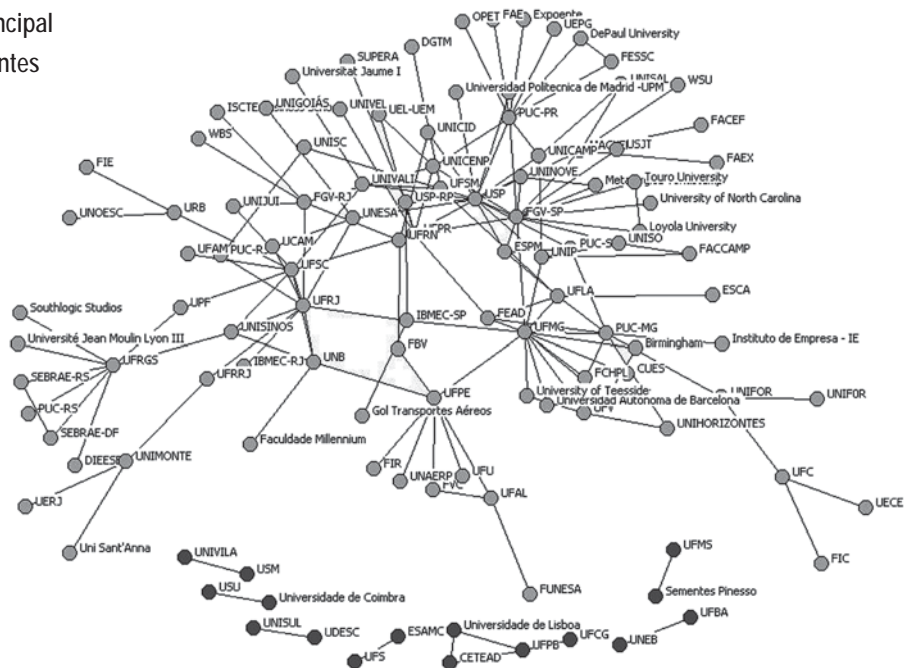 ncipal
ntes
OPET
FAE
Expoente
UEPG
DePaul University
DGTM
SUPERA
FESSC
Universitat Jaume I
Universidad Politecnica de Madrid -UPM
UNISAL
WSU
ISCTE
UNIGOIÁS
UNIVEL
UEL-UEM
PUC-PR
FACEF
WBS
UNISC
UNICID
UNICAMP
USJT
FIE
UNICENP
FAEX
UNIVALI
UFSM
USP
UNINOVE
Touro University
UNOESC
URB
UNIJUI
FGV-RJ
UNESA
USP-RP
FGV-SP
University of North Carolina
UCAM
UFRN
ESPM
Loyola University
UFAM
UFSC
UNIP
UNISO
FACCAMP
Southlogic Studios
UPF
UFRJ
UFLA
ESCA
IBMEC-SP
FEAD
Université Jean Moulin Lyon III
UNISINOS
UFMG
PUC-MG
Instituto de Empresa - IE
UFRGS
IBMEC-RJ
UNB
FBV
Birmingham
SEBRAE-RS
UFRRJ
FCHPL
CUES
PUC-RS
UFPE
University of Teesside
UNIFOR
UNIFOR
Gol Transportes Aéreos
Universidad Autonoma de Barcelona
SEBRAE-DF
Faculdade Millennium
UFV
UNIHORIZONTES
DIEESE
UNIMONTE
FIR
UNAERP
UFU
UFC
UERJ
FVC
UFAL
UECE
Uni Sant'Anna
UNIVILA
UFMS
FIC
USM
USU
Universidade de Coimbra
FUNESA
Sementes Pinesso
UNISUL
UDESC
ESAMC
Universidade de Lisboa
UFBA
UFS
CETEAD
UFPB
UFCG
UNEB